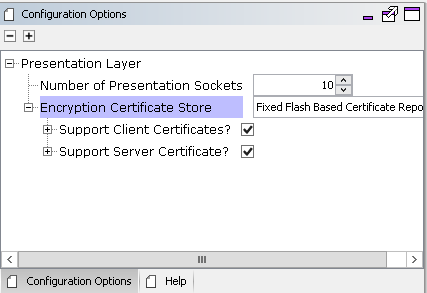 Configuration Options
Presentation Layer
Number of Presentation Sockets 10
Encryption Certificate Store Fixed Flash Based Certificate Repo
Support Client Certificates?
Support Server Certificate?
Configuration Options Help